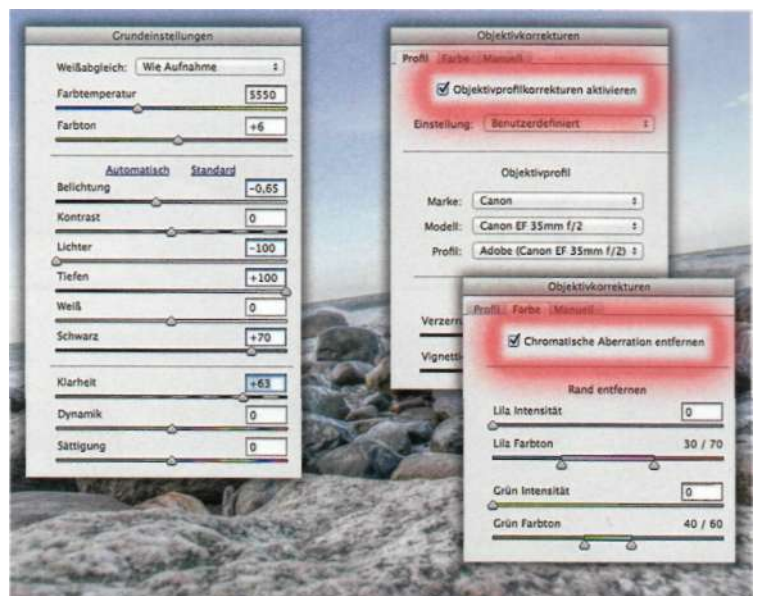 Grundeinstellungen
Weißabgleich: Wie Aufnahme
Farbtemperatur 5550
Farbton +6
Automatisch Standard
Belichtung -0,65
Kontrast 0
Lichter -100
Tiefen +100
Weiß 0
Schwarz +70
Klarheit +63
Dynamik 0
Sättigung 0
Objektivkorrekturen
Profil Farbe Manuell
Objektivprofilkorrekturen aktivieren
Einstellung: Benutzerdefiniert
Objektivprofil
Marke: Canon
Modell: Canon EF 35mm f/2
Profil: Adobe (Canon EF 35mm f/2)
Verzerr
Vignetti
Objektivkorrekturen
Profil Farbe Manuell
Chromatische Aberration entfernen
Rand entfernen
Lila Intensität 0
Lila Farbton 30 / 70
Grün Intensität 0
Grün Farbton 40 / 60